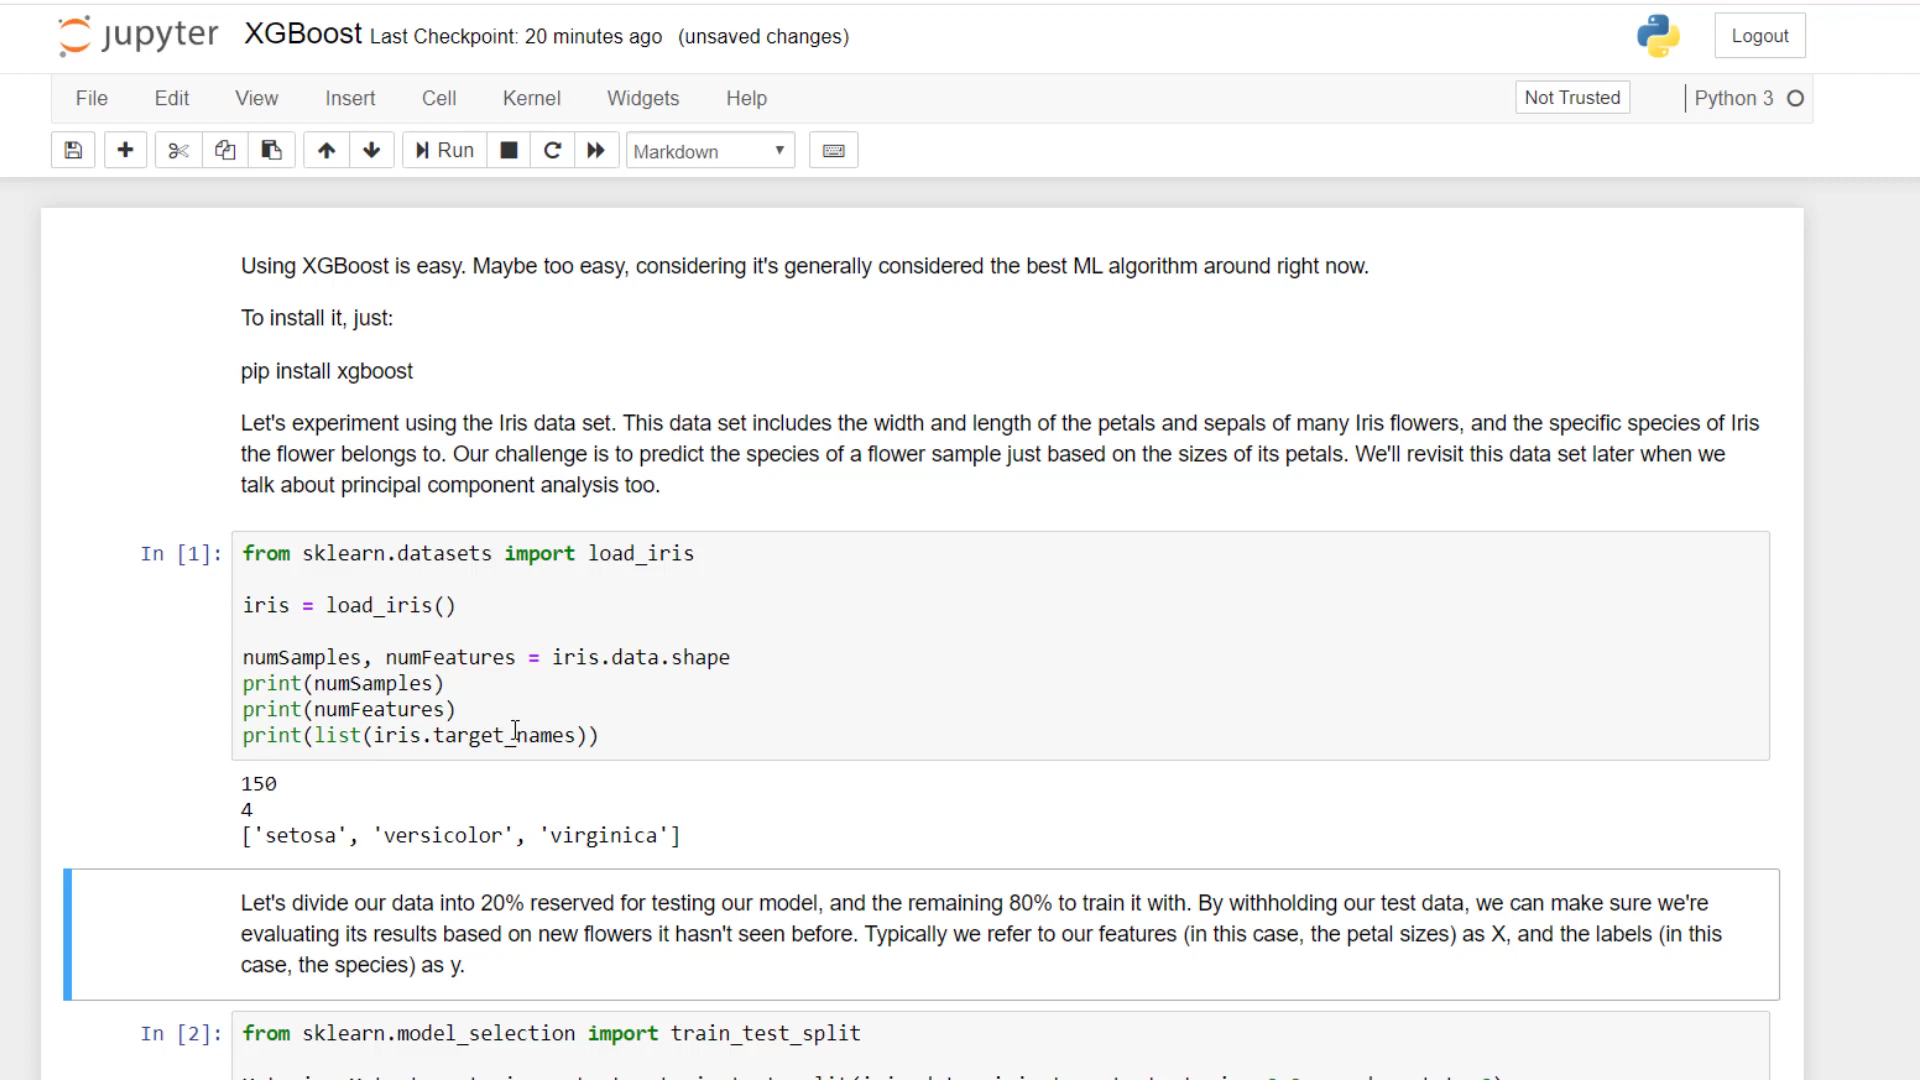 jupyter XGBoost Last Checkpoint: 20 minutes ago (unsaved changes) Logout
File Edit View Insert Cell Kernel Widgets Help Not Trusted Python 3
Run Markdown
Using XGBoost is easy. Maybe too easy, considering it's generally considered the best ML algorithm around right now.
To install it, just:
pip install xgboost
Let's experiment using the Iris data set. This data set includes the width and length of the petals and sepals of many Iris flowers, and the specific species of Iris
the flower belongs to. Our challenge is to predict the species of a flower sample just based on the sizes of its petals. We'll revisit this data set later when we
talk about principal component analysis too.
In [1]: from sklearn.datasets import load_iris
iris = load_iris()
numSamples, numFeatures = iris.data.shape
print(numSamples)
print(numFeatures)
print(list(iris.target_names))
150
4
['setosa', 'versicolor', 'virginica']
Let's divide our data into 20% reserved for testing our model, and the remaining 80% to train it with. By withholding our test data, we can make sure we're
evaluating its results based on new flowers it hasn't seen before. Typically we refer to our features (in this case, the petal sizes) as X, and the labels (in this
case, the species) as y.
In [2]: from sklearn.model_selection import train_test_split